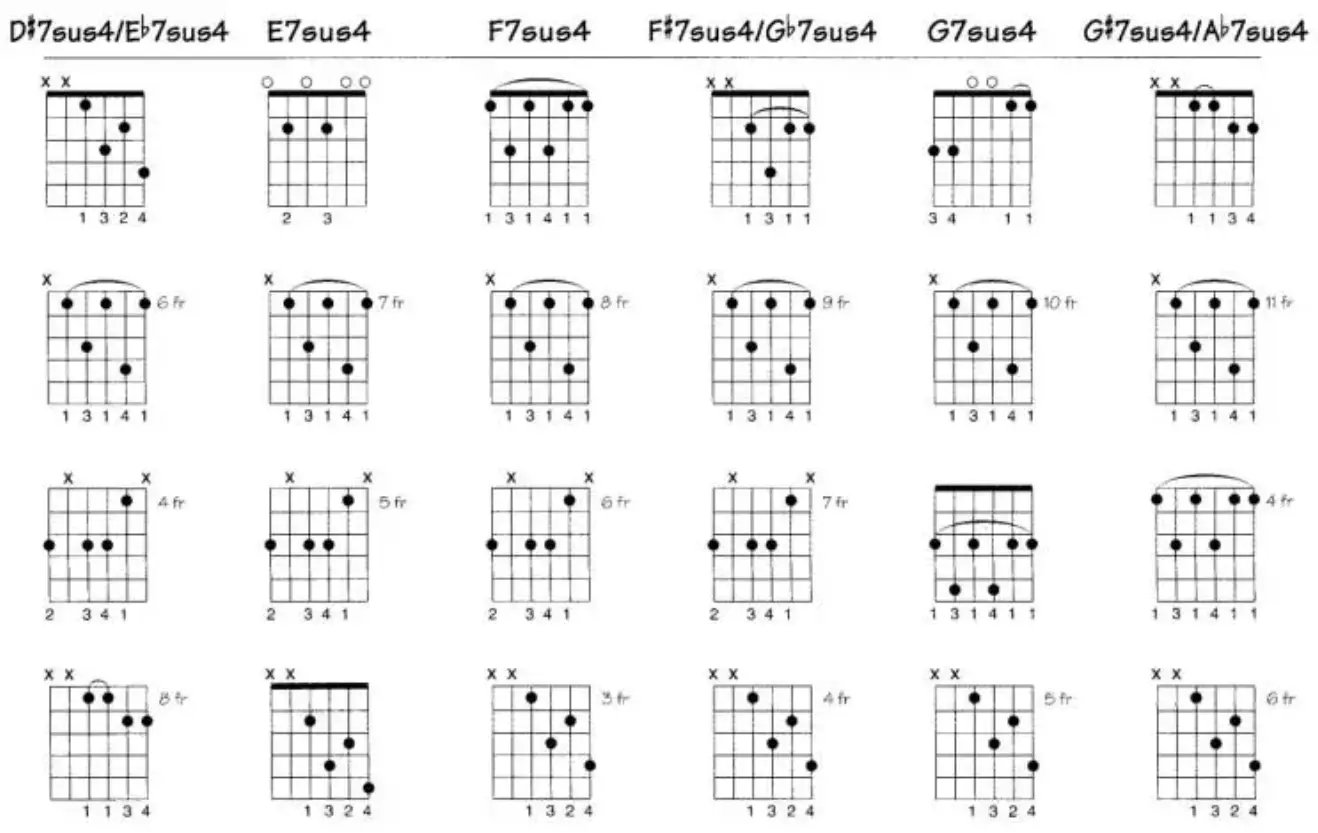 D♯7sus4/E♭7sus4 E7sus4 F7sus4 F♯7sus4/G♭7sus4 G7sus4 G♯7sus4/A♭7sus4
x x o o o o x x o o x x
1 3 2 4 2 3 1 3 1 4 1 1 1 3 1 1 3 4 1 1 1 1 3 4
x x x x x x
6 fr 7 fr 8 fr 9 fr 10 fr 11 fr
1 3 1 4 1 1 3 1 4 1 1 3 1 4 1 1 3 1 4 1 1 3 1 4 1 1 3 1 4 1
x x x x x x x x
4 fr 5 fr 6 fr 7 fr 4 fr
2 3 4 1 2 3 4 1 2 3 4 1 2 3 4 1 1 3 1 4 1 1 1 3 1 4 1 1
x x x x x x x x x x x x
8 fr 3 fr 4 fr 5 fr 6 fr
1 1 3 4 1 3 2 4 1 3 2 4 1 3 2 4 1 3 2 4 1 3 2 4